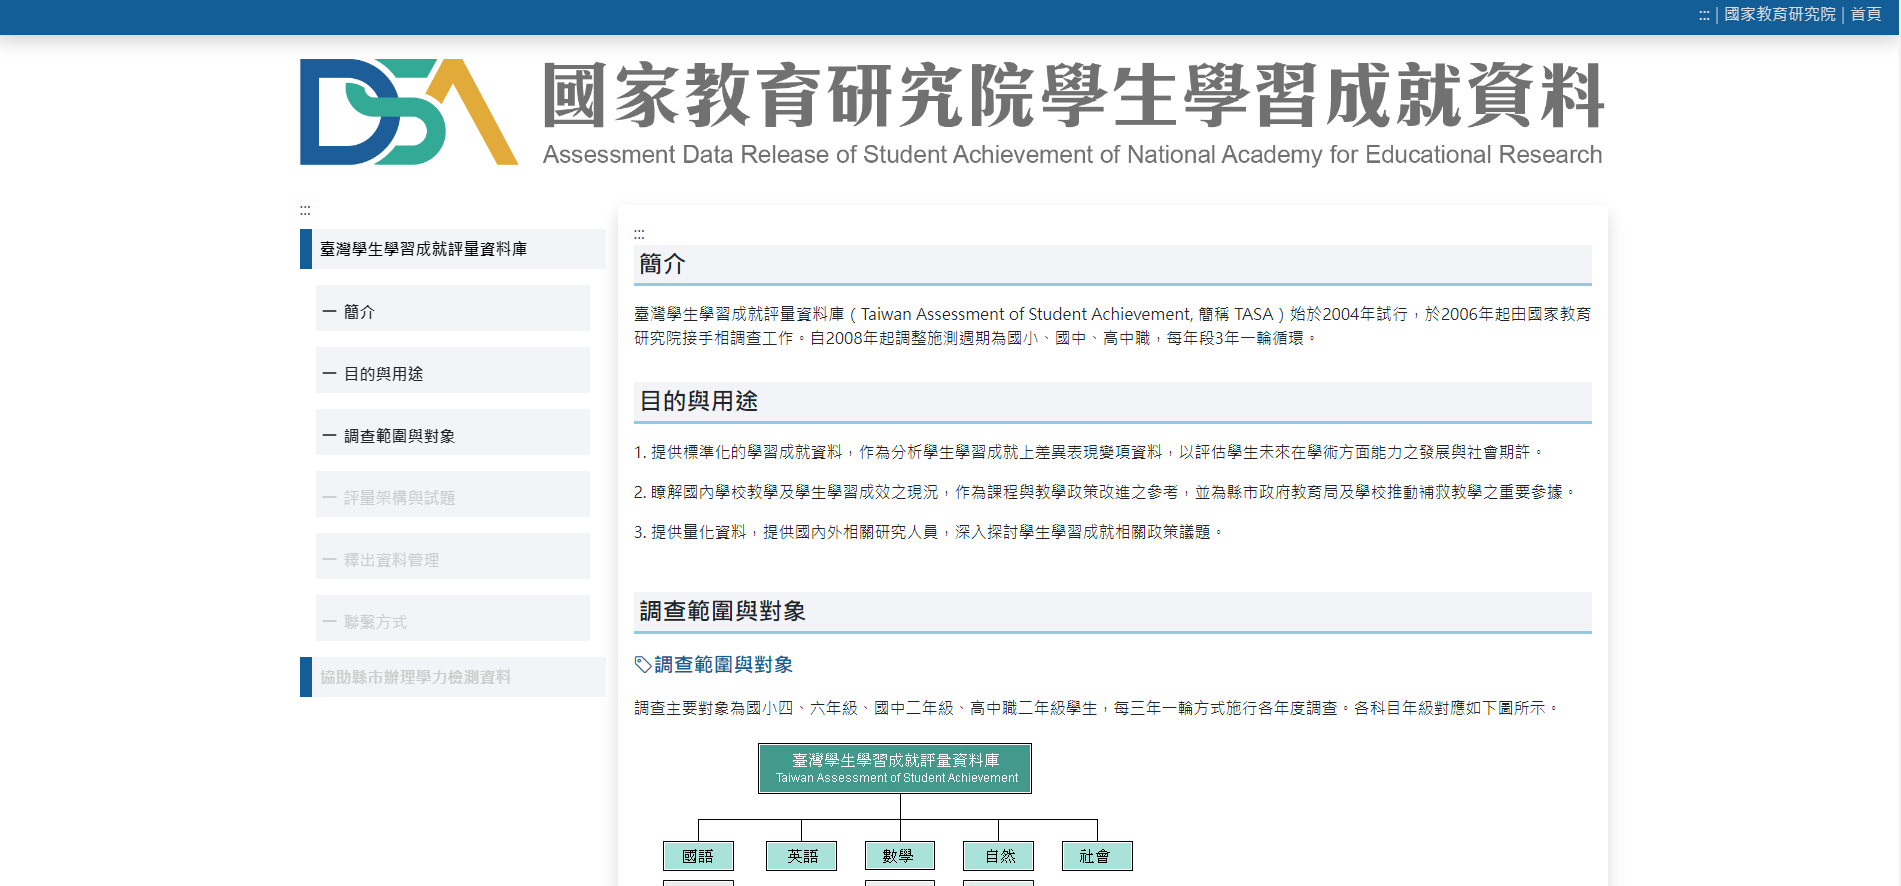 ::: | 國家教育研究院 | 首頁
DSA
國家教育研究院學生學習成就資料
Assessment Data Release of Student Achievement of National Academy for Educational Research
:::
臺灣學生學習成就評量資料庫
一 簡介
一 目的與用途
一 調查範圍與對象
一 評量架構與試題
一 釋出資料管理
一 聯繫方式
協助縣市辦理學力檢測資料
:::
簡介
臺灣學生學習成就評量資料庫（Taiwan Assessment of Student Achievement, 簡稱 TASA）始於2004年試行，於2006年起由國家教育
研究院接手相調查工作。自2008年起調整施測週期為國小、國中、高中職，每年段3年一輪循環。
目的與用途
1. 提供標準化的學習成就資料，作為分析學生學習成就上差異表現變項資料，以評估學生未來在學術方面能力之發展與社會期許。
2. 瞭解國內學校教學及學生學習成效之現況，作為課程與教學政策改進之參考，並為縣市政府教育局及學校推動補救教學之重要參據。
3. 提供量化資料，提供國內外相關研究人員，深入探討學生學習成就相關政策議題。
調查範圍與對象
調查範圍與對象
調查主要對象為國小四、六年級、國中二年級、高中職二年級學生，每三年一輪方式施行各年度調查。各科目年級對應如下圖所示。
臺灣學生學習成就評量資料庫
Taiwan Assessment of Student Achievement
國語
英語
數學
自然
社會